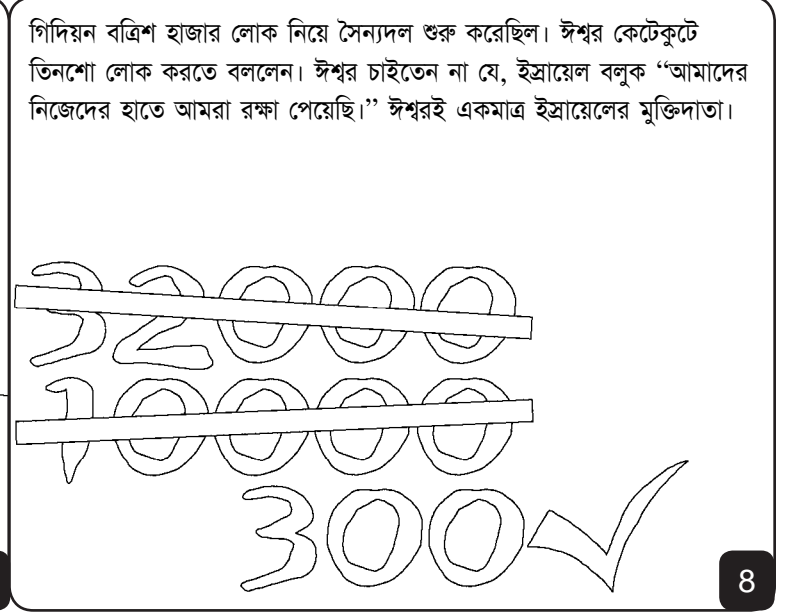 গিদিয়ন বত্রিশ হাজার লোক নিয়ে সৈন্যদল শুরু করেছিল। ঈশ্বর কেটেকুটে
তিনশো লোক করতে বললেন। ঈশ্বর চাইতেন না যে, ইস্রায়েল বলুক “আমাদের
নিজেদের হাতে আমরা রক্ষা পেয়েছি।” ঈশ্বরই একমাত্র ইস্রায়েলের মুক্তিদাতা।
32000
10000
300
8